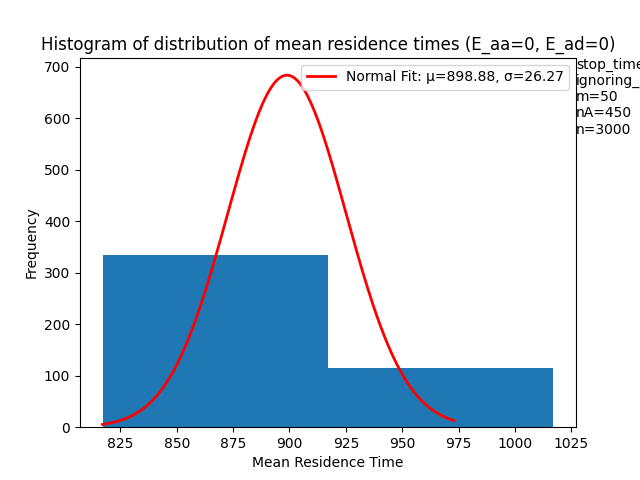 Histogram of distribution of mean residence times (E_aa=0, E_ad=0)
Normal Fit: μ=898.88, σ=26.27
m=50
nA=450
n=3000
700
600
500
400
300
200
100
0
Frequency
825 850 875 900 925 950 975 1000 1025
Mean Residence Time